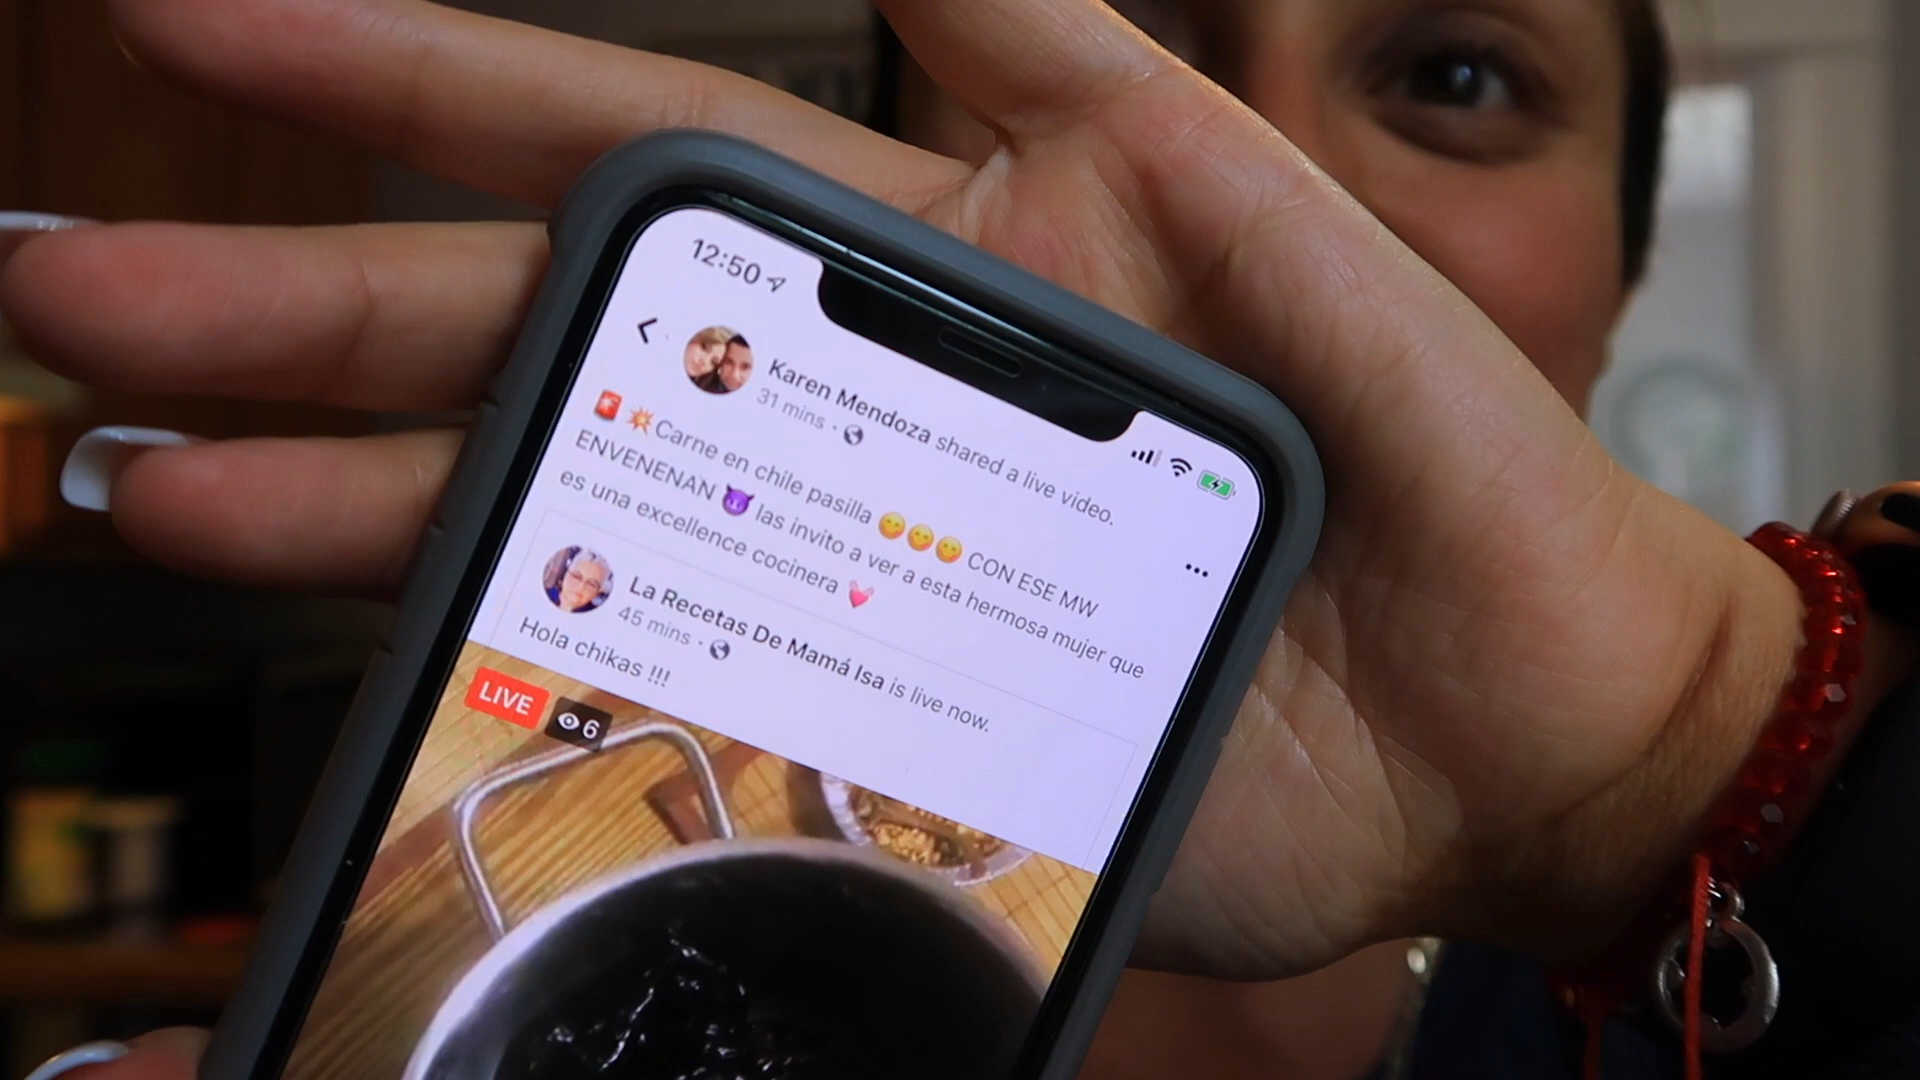 12:50
Karen Mendoza shared a live video.
31 mins ·
🚨💥Carne en chile pasilla 😋😋😋 CON ESE MW
ENVENENAN 😈 las invito a ver a esta hermosa mujer que
es una excellence cocinera 💓
La Recetas De Mamá Isa is live now.
45 mins ·
Hola chikas !!!
LIVE 6